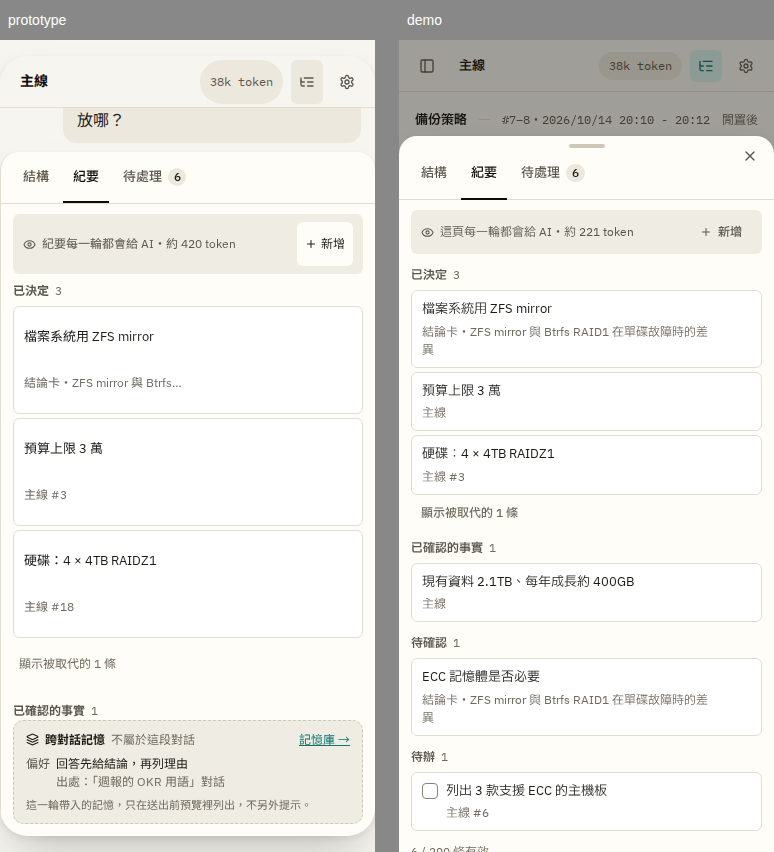 prototype
主線
38k token
放哪？
結構
紀要
待處理 6
紀要每一輪都會給 AI・約 420 token
+ 新增
已決定 3
檔案系統用 ZFS mirror
結論卡・ZFS mirror 與 Btrfs…
預算上限 3 萬
主線 #3
硬碟：4 × 4TB RAIDZ1
主線 #18
顯示被取代的 1 條
已確認的事實 1
跨對話記憶 不屬於這段對話
記憶庫 →
偏好 回答先給結論，再列理由
出處：「週報的 OKR 用語」對話
這一輪帶入的記憶，只在送出前預覽裡列出，不另外提示。
demo
主線
38k token
備份策略 — #7–8・2026/10/14 20:10 - 20:12 閒置後
結構
紀要
待處理 6
這頁每一輪都會給 AI・約 221 token
+ 新增
已決定 3
檔案系統用 ZFS mirror
結論卡・ZFS mirror 與 Btrfs RAID1 在單碟故障時的差
異
預算上限 3 萬
主線
硬碟：4 × 4TB RAIDZ1
主線 #3
顯示被取代的 1 條
已確認的事實 1
現有資料 2.1TB、每年成長約 400GB
主線
待確認 1
ECC 記憶體是否必要
結論卡・ZFS mirror 與 Btrfs RAID1 在單碟故障時的差
異
待辦 1
列出 3 款支援 ECC 的主機板
主線 #6
6 / 200 條有效